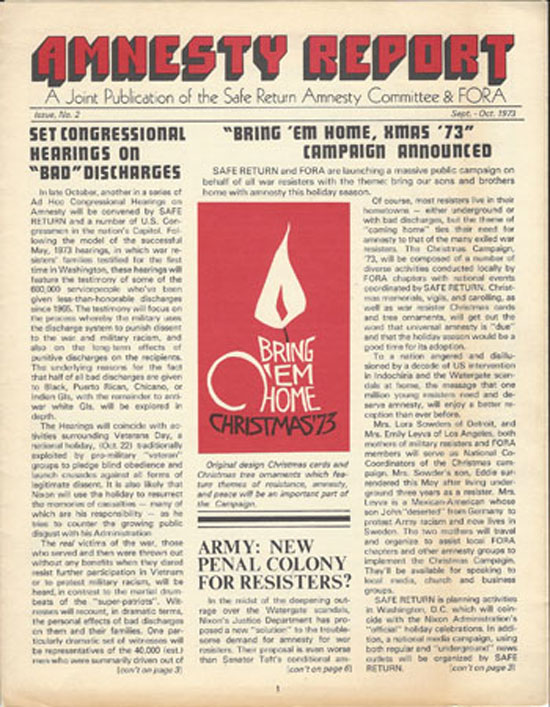 AMNESTY REPORT
A Joint Publication of the Safe Return Amnesty Committee & FORA
Issue, No. 2
Sept. - Oct. 1973
SET CONGRESSIONAL
HEARINGS ON
"BAD" DISCHARGES
In late October, another in a series of
Ad Hoc Congressional Hearings on
Amnesty will be convened by SAFE
RETURN and a number of U.S. Con-
gressmen in the nation's Capitol. Fol-
lowing the model of the successful
May, 1973 hearings, in which war re-
sisters' families testified for the first
time in Washington, these hearings will
feature the testimony of some of the
600,000 servicepeople who've been
given less-than-honorable discharges
since 1965. The testimony will focus on
the process whereby the military uses
the discharge system to punish dissent
to the war and military racism, and
also on the long-term effects of
punitive discharges on the recipients.
The underlying reasons for the fact
that half of all bad discharges are given
to Black, Puerto Rican, Chicano, or
Indian GIs, with the remainder to anti-
war white GIs, will be explored in
depth.
The Hearings will coincide with ac-
tivities surrounding Veterans Day, a
national holiday, (Oct. 22) traditionally
exploited by pro-military "veteran"
groups to pledge blind obedience and
launch crusades against all forms of
legitimate dissent. It is also likely that
Nixon will use the holiday to resurrect
the memories of casualties — many of
which are his responsibility — as he
tries to counter the growing public
disgust with his Administration.
The real victims of the war, those
who served and then were thrown out
without any benefits when they dared
resist further participation in Vietnam
or to protest military racism, will be
heard, in contrast to the martial drum-
beats of the "super-patriots". Wit-
nesses will recount, in dramatic terms,
the personal effects of bad discharges
on them and their families. One par-
ticularly dramatic set of witnesses will
be representatives of the 40,000 (est.)
men who were summarily driven out of
(con't on page 3)
"BRING 'EM HOME, XMAS '73"
CAMPAIGN ANNOUNCED
SAFE RETURN and FORA are launching a massive public campaign on
behalf of all war resisters with the theme: bring our sons and brothers
home with amnesty this holiday season.
BRING
'EM
HOME
CHRISTMAS '73
Original design Christmas cards and
Christmas tree ornaments which fea-
ture themes of resistance, amnesty,
and peace will be an important part of
the Campaign.
ARMY: NEW
PENAL COLONY
FOR RESISTERS?
In the midst of the deepening out-
rage over the Watergate scandals,
Nixon's Justice Department has pro-
posed a new "solution" to the trouble-
some demands for amnesty for war
resisters. Their proposal is even worse
than Senator Taft's conditional am-
(con't on page 6)
Of course, most resisters live in their
hometowns — either underground or
with bad discharges, but the theme of
"coming home" ties their need for
amnesty to that of the many exiled war
resisters. The Christmas Campaign,
'73, will be composed of a number of
diverse activities conducted locally by
FORA chapters with national events
coordinated by SAFE RETURN. Christ-
mas memorials, vigils, and carolling, as
well as war resister Christmas cards
and tree ornaments, will get out the
word that universal amnesty is "due"
and that the holiday season would be a
good time for its adoption.
To a nation angered and disillu-
sioned by a decade of US intervention
in Indochina and the Watergate scan-
dals at home, the message that one
million young resisters need and de-
serve amnesty, will enjoy a better re-
ception than ever before.
Mrs. Lora Sowders of Detroit, and
Mrs. Emily Leyva of Los Angeles, both
mothers of military resisters and FORA
members will serve as National Co-
Coordinators of the Christmas cam-
paign. Mrs. Sowder's son, Eddie sur-
rendered this May after living under-
ground three years as a resister. Mrs.
Leyva is a Mexican-American whose
son John "deserted" from Germany to
protest Army racism and now lives in
Sweden. The two mothers will travel
and organize to assist local FORA
chapters and other amnesty groups to
implement the Christmas Campaign.
They'll be available for speaking to
local media, church and business
groups.
SAFE RETURN is planning activities
in Washington, D.C. which will coin-
cide with the Nixon Administration's
"official" holiday celebrations. In addi-
tion, a national media campaign, using
both regular and "underground" news
outlets will be organized by SAFE
RETURN.
(con't on page 3)
1